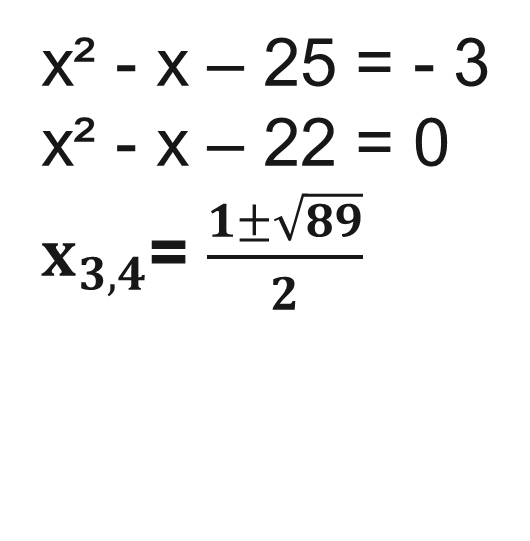 x² - x – 25 = - 3
x² - x – 22 = 0
x₃,₄ = (1±√89)/2